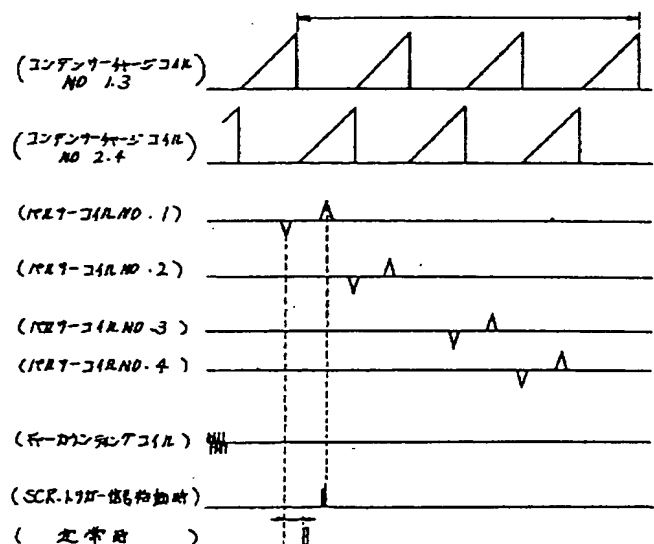 (コンデンサーチャージコイル
NO 1.3)
(コンデンサーチャージコイル
NO 2.4)
(パルサーコイルNO.1)
(パルサーコイルNO.2)
(パルサーコイルNO.3)
(パルサーコイルNO.4)
(ギヤーカウンティングコイル)
(SCR.トリガー信号始動時)
(定常時)